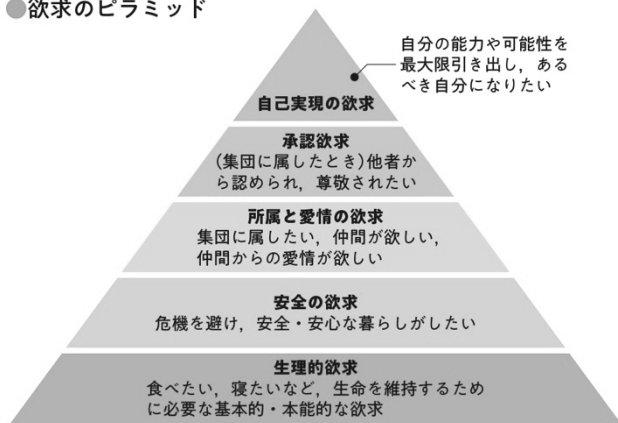 ●欲求のピラミッド
自分の能力や可能性を
最大限引き出し，ある
べき自分になりたい
自己実現の欲求
承認欲求
(集団に属したとき)他者か
ら認められ，尊敬されたい
所属と愛情の欲求
集団に属したい，仲間が欲しい，
仲間からの愛情が欲しい
安全の欲求
危機を避け，安全・安心な暮らしがしたい
生理的欲求
食べたい，寝たいなど，生命を維持するため
に必要な基本的・本能的な欲求